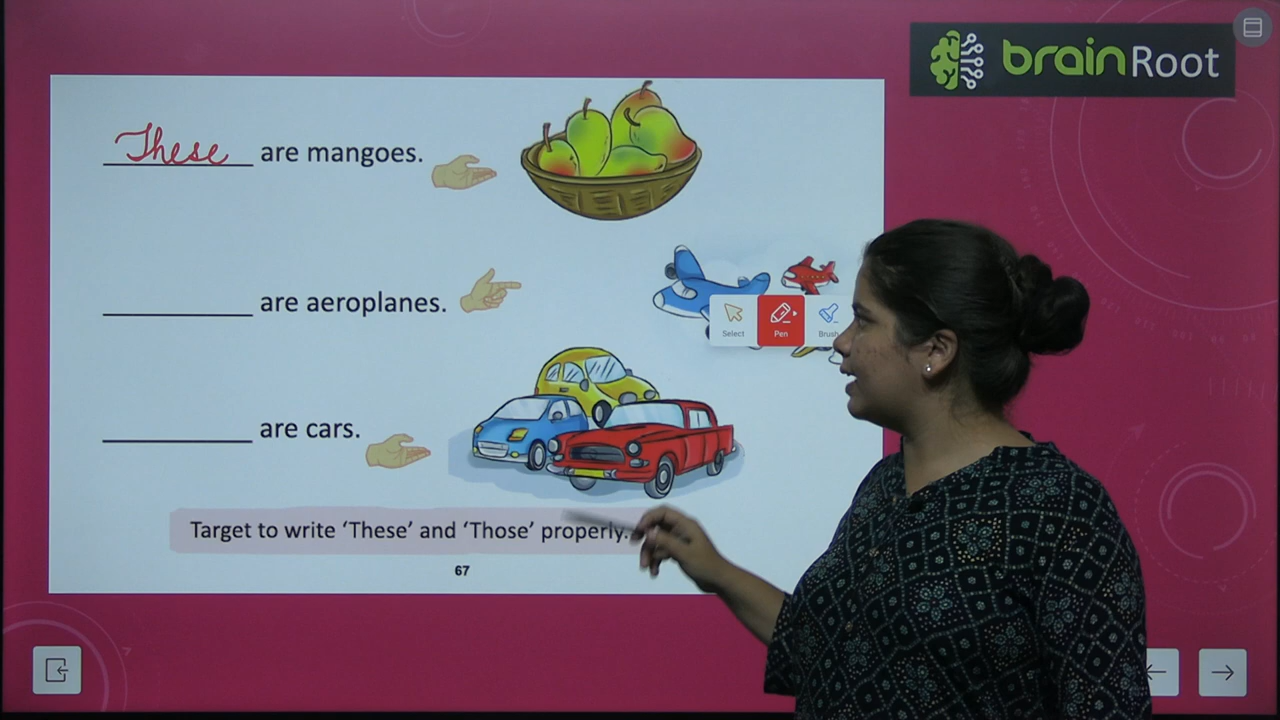 brainRoot
These are mangoes.
are aeroplanes.
Select
Pen
Brush
are cars.
Target to write ‘These’ and ‘Those’ properly.
67